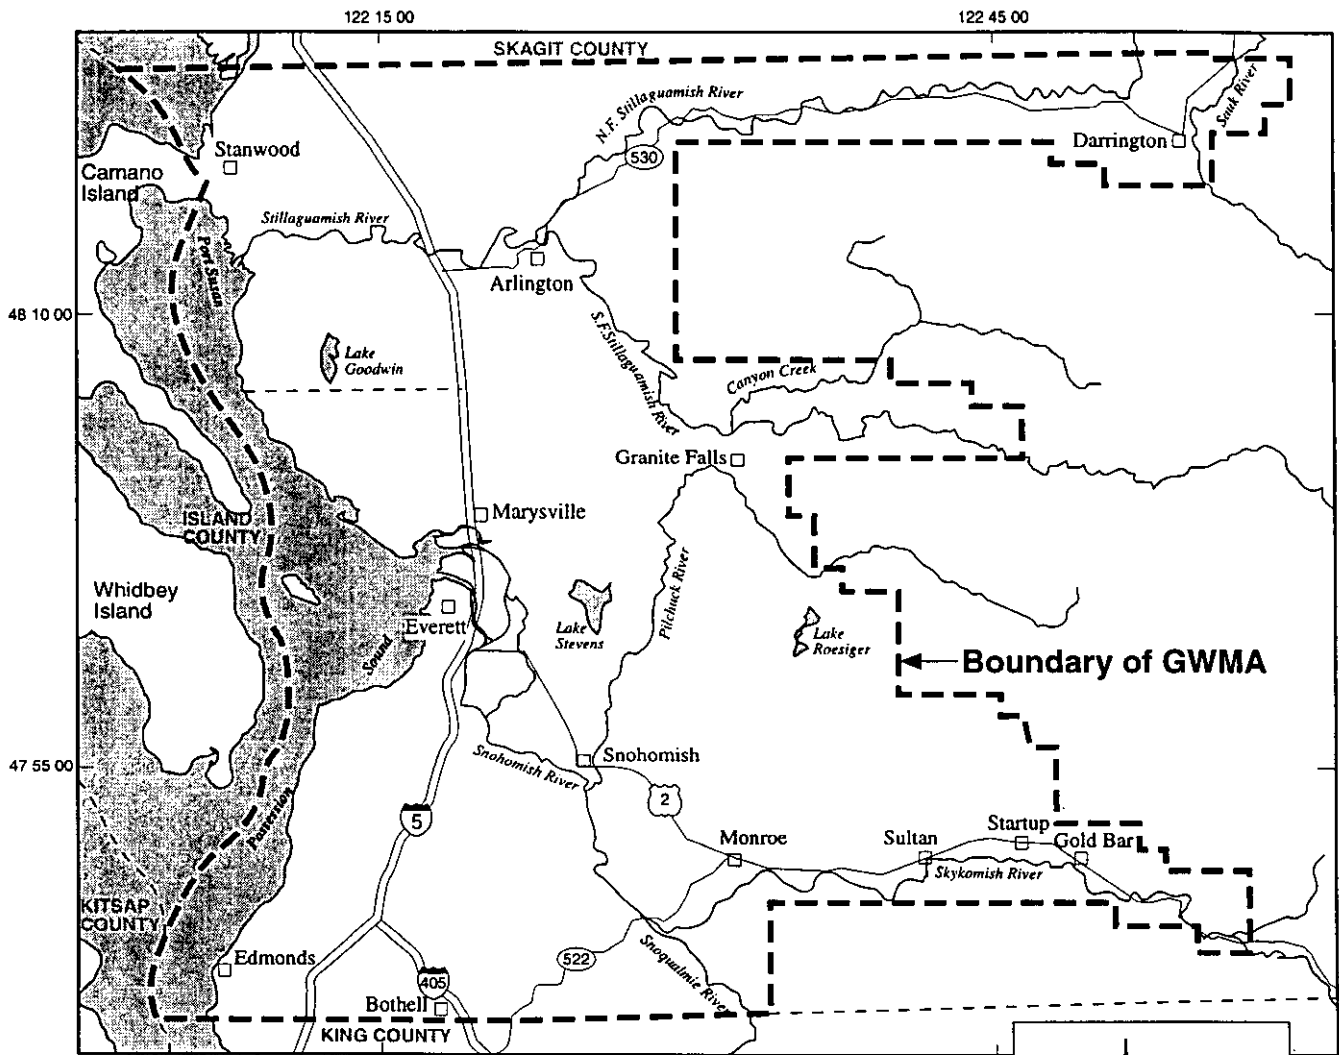 122 15 00
122 45 00
SKAGIT COUNTY
N.F. Stillaguamish River
Sauk River
530
Darrington
Stanwood
Camano
Island
Stillaguamish River
Port Susan
Arlington
48 10 00
Lake
Goodwin
S.F. Stillaguamish River
Canyon Creek
Granite Falls
Marysville
ISLAND
COUNTY
Pilchuck River
Whidbey
Island
Everett
Lake
Stevens
Lake
Roesiger
Sound
Boundary of GWMA
Snohomish
Snohomish River
47 55 00
2
5
Possession
Monroe
Sultan
Startup
Gold Bar
Skykomish River
KITSAP
COUNTY
Edmonds
522
Snoqualmie River
405
Bothell
KING COUNTY